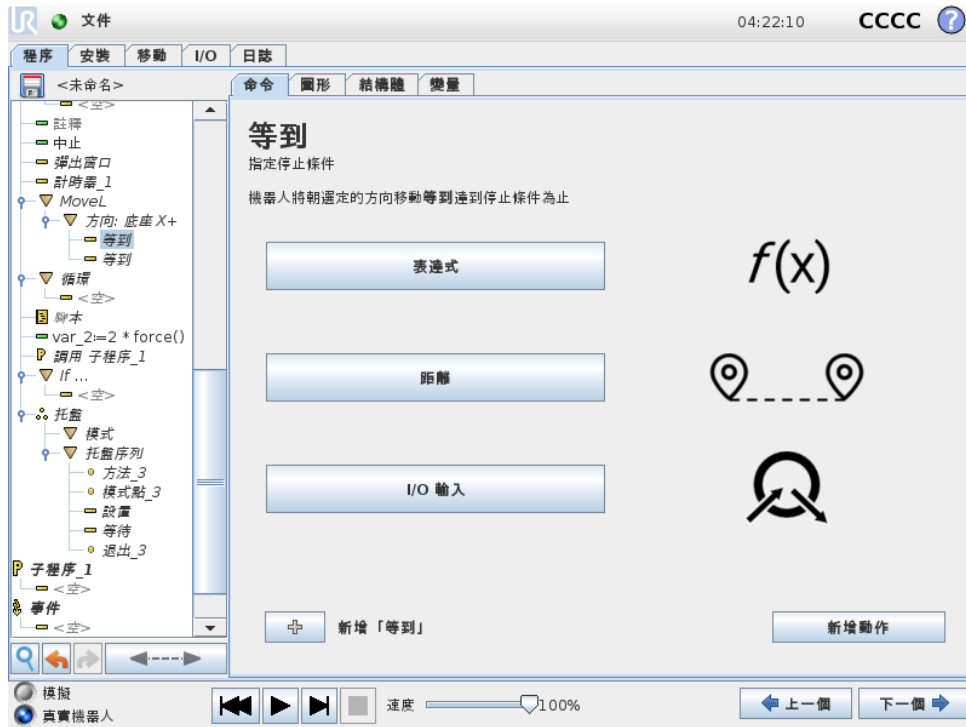 UR 文件 04:22:10 CCCC ?
程序 安裝 移動 I/O 日誌
<未命名> 命令 圖形 結構體 變量
<空>
註釋
中止
彈出窗口
計時器_1
MoveL
方向: 底座 X+
等到
等到
循環
<空>
腳本
var_2:=2 * force()
P 調用 子程序_1
If ...
<空>
托盤
模式
托盤序列
方法_3
模式點_3
設置
等待
退出_3
P 子程序_1
<空>
事件
<空>
等到
指定停止條件
機器人將朝選定的方向移動等到達到停止條件為止
表達式 f(x)
距離
I/O 輸入
新增「等到」 新增動作
模擬
真實機器人
速度 100% 上一個 下一個